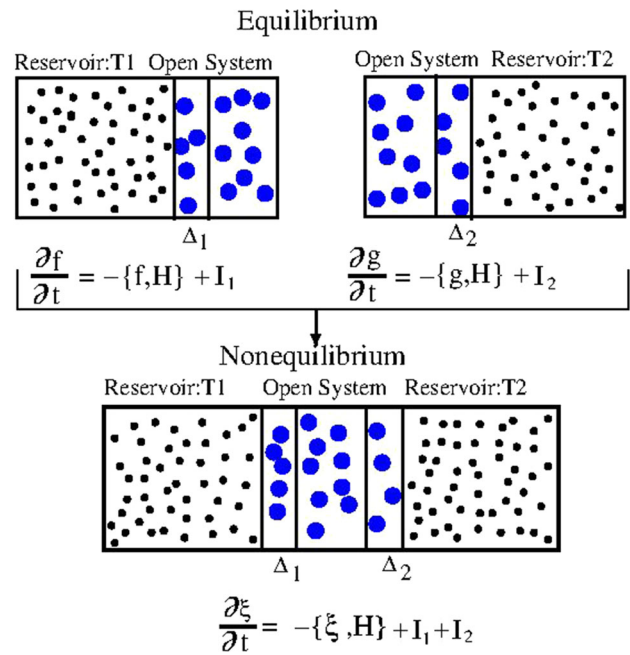 Equilibrium
Reservoir:T1 Open System
Open System Reservoir:T2
Δ₁
Δ₂
∂f/∂t = -{f,H} + I₁
∂g/∂t = -{g,H} + I₂
Nonequilibrium
Reservoir:T1 Open System Reservoir:T2
Δ₁ Δ₂
∂ξ/∂t = -{ξ,H} + I₁ + I₂